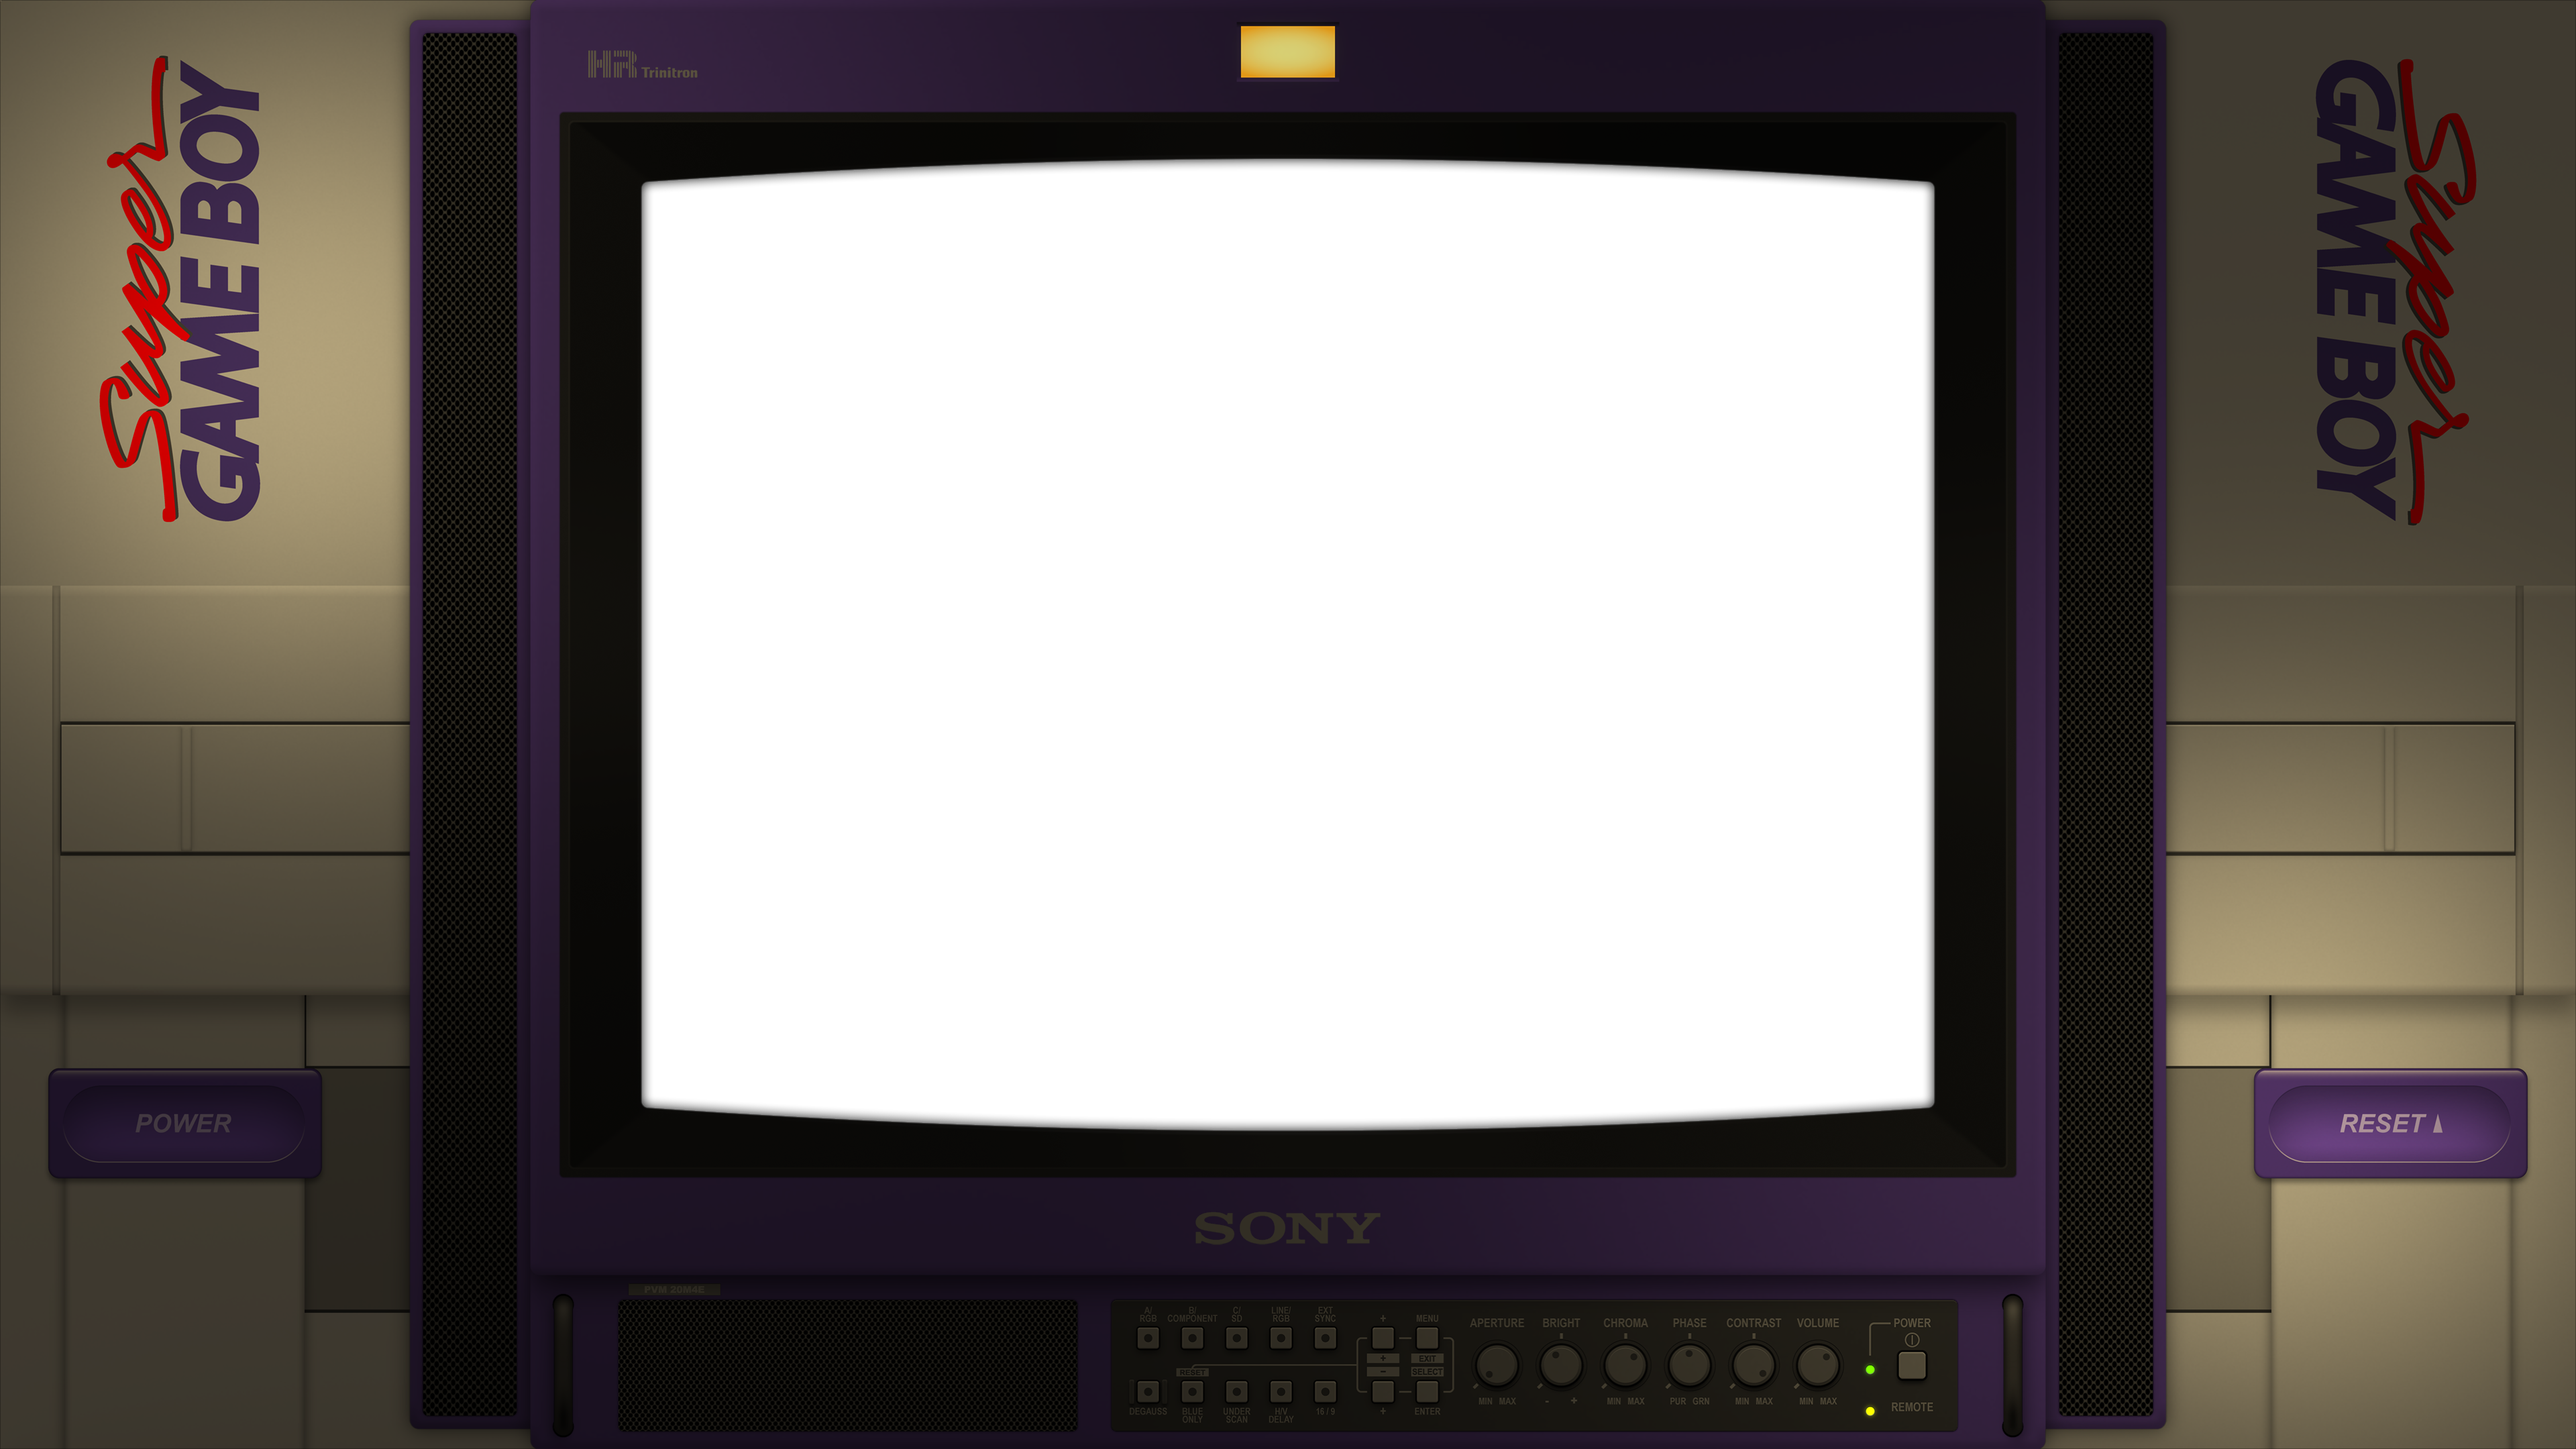 Super
GAME BOY
HR Trinitron
Super
GAME BOY
POWER
RESET
SONY
PVM 20M4E
A/
RGB
B/
COMPONENT
C/
SD
LINE/
RGB
EXT
SYNC
+
MENU
+
EXIT
RESET
−
SELECT
DEGAUSS
BLUE
ONLY
UNDER
SCAN
H/V
DELAY
16 / 9
+
ENTER
APERTURE
BRIGHT
CHROMA
PHASE
CONTRAST
VOLUME
POWER
MIN MAX
- +
MIN MAX
PUR GRN
MIN MAX
MIN MAX
REMOTE